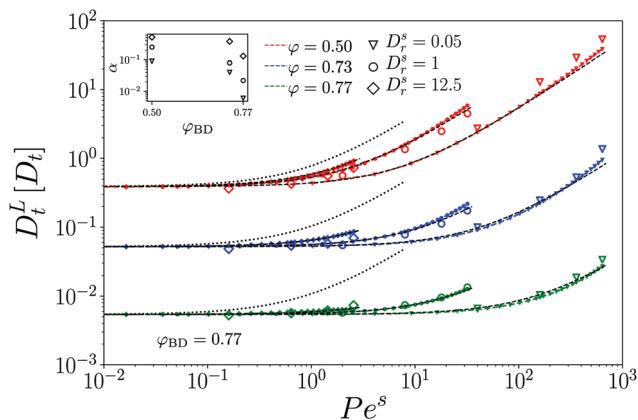 10²
10¹
10⁰
10⁻¹
10⁻²
10⁻³
D_t^L [D_t]
10⁻¹
10⁻²
α
0.50
0.77
φ_BD
φ = 0.50
φ = 0.73
φ = 0.77
D_r^s = 0.05
D_r^s = 1
D_r^s = 12.5
φ_BD = 0.77
10⁻²
10⁻¹
10⁰
10¹
10²
10³
Pe^s